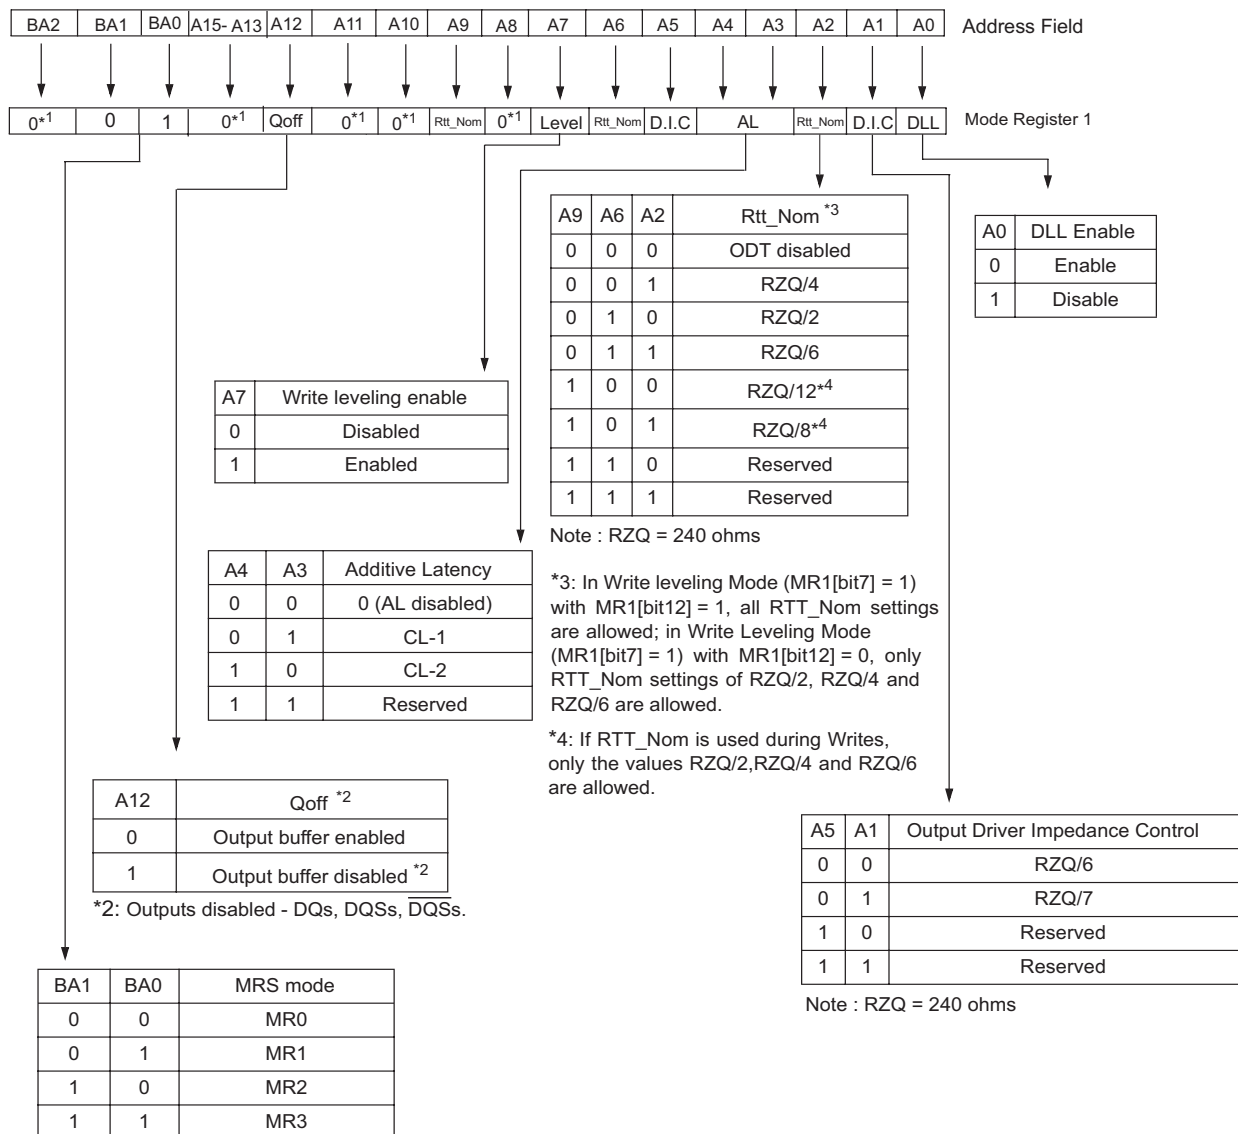 BA2 BA1 BA0 A15- A13 A12 A11 A10 A9 A8 A7 A6 A5 A4 A3 A2 A1 A0 Address Field
0*1 0 1 0*1 Qoff 0*1 0*1 Rtt_Nom 0*1 Level Rtt_Nom D.I.C AL Rtt_Nom D.I.C DLL Mode Register 1
A9 A6 A2 Rtt_Nom *3
0 0 0 ODT disabled
0 0 1 RZQ/4
0 1 0 RZQ/2
0 1 1 RZQ/6
1 0 0 RZQ/12*4
1 0 1 RZQ/8*4
1 1 0 Reserved
1 1 1 Reserved
Note : RZQ = 240 ohms
*3: In Write leveling Mode (MR1[bit7] = 1)
with MR1[bit12] = 1, all RTT_Nom settings
are allowed; in Write Leveling Mode
(MR1[bit7] = 1) with MR1[bit12] = 0, only
RTT_Nom settings of RZQ/2, RZQ/4 and
RZQ/6 are allowed.
*4: If RTT_Nom is used during Writes,
only the values RZQ/2,RZQ/4 and RZQ/6
are allowed.
A0 DLL Enable
0 Enable
1 Disable
A7 Write leveling enable
0 Disabled
1 Enabled
A4 A3 Additive Latency
0 0 0 (AL disabled)
0 1 CL-1
1 0 CL-2
1 1 Reserved
A12 Qoff *2
0 Output buffer enabled
1 Output buffer disabled *2
*2: Outputs disabled - DQs, DQSs, D̅Q̅S̅s.
A5 A1 Output Driver Impedance Control
0 0 RZQ/6
0 1 RZQ/7
1 0 Reserved
1 1 Reserved
Note : RZQ = 240 ohms
BA1 BA0 MRS mode
0 0 MR0
0 1 MR1
1 0 MR2
1 1 MR3